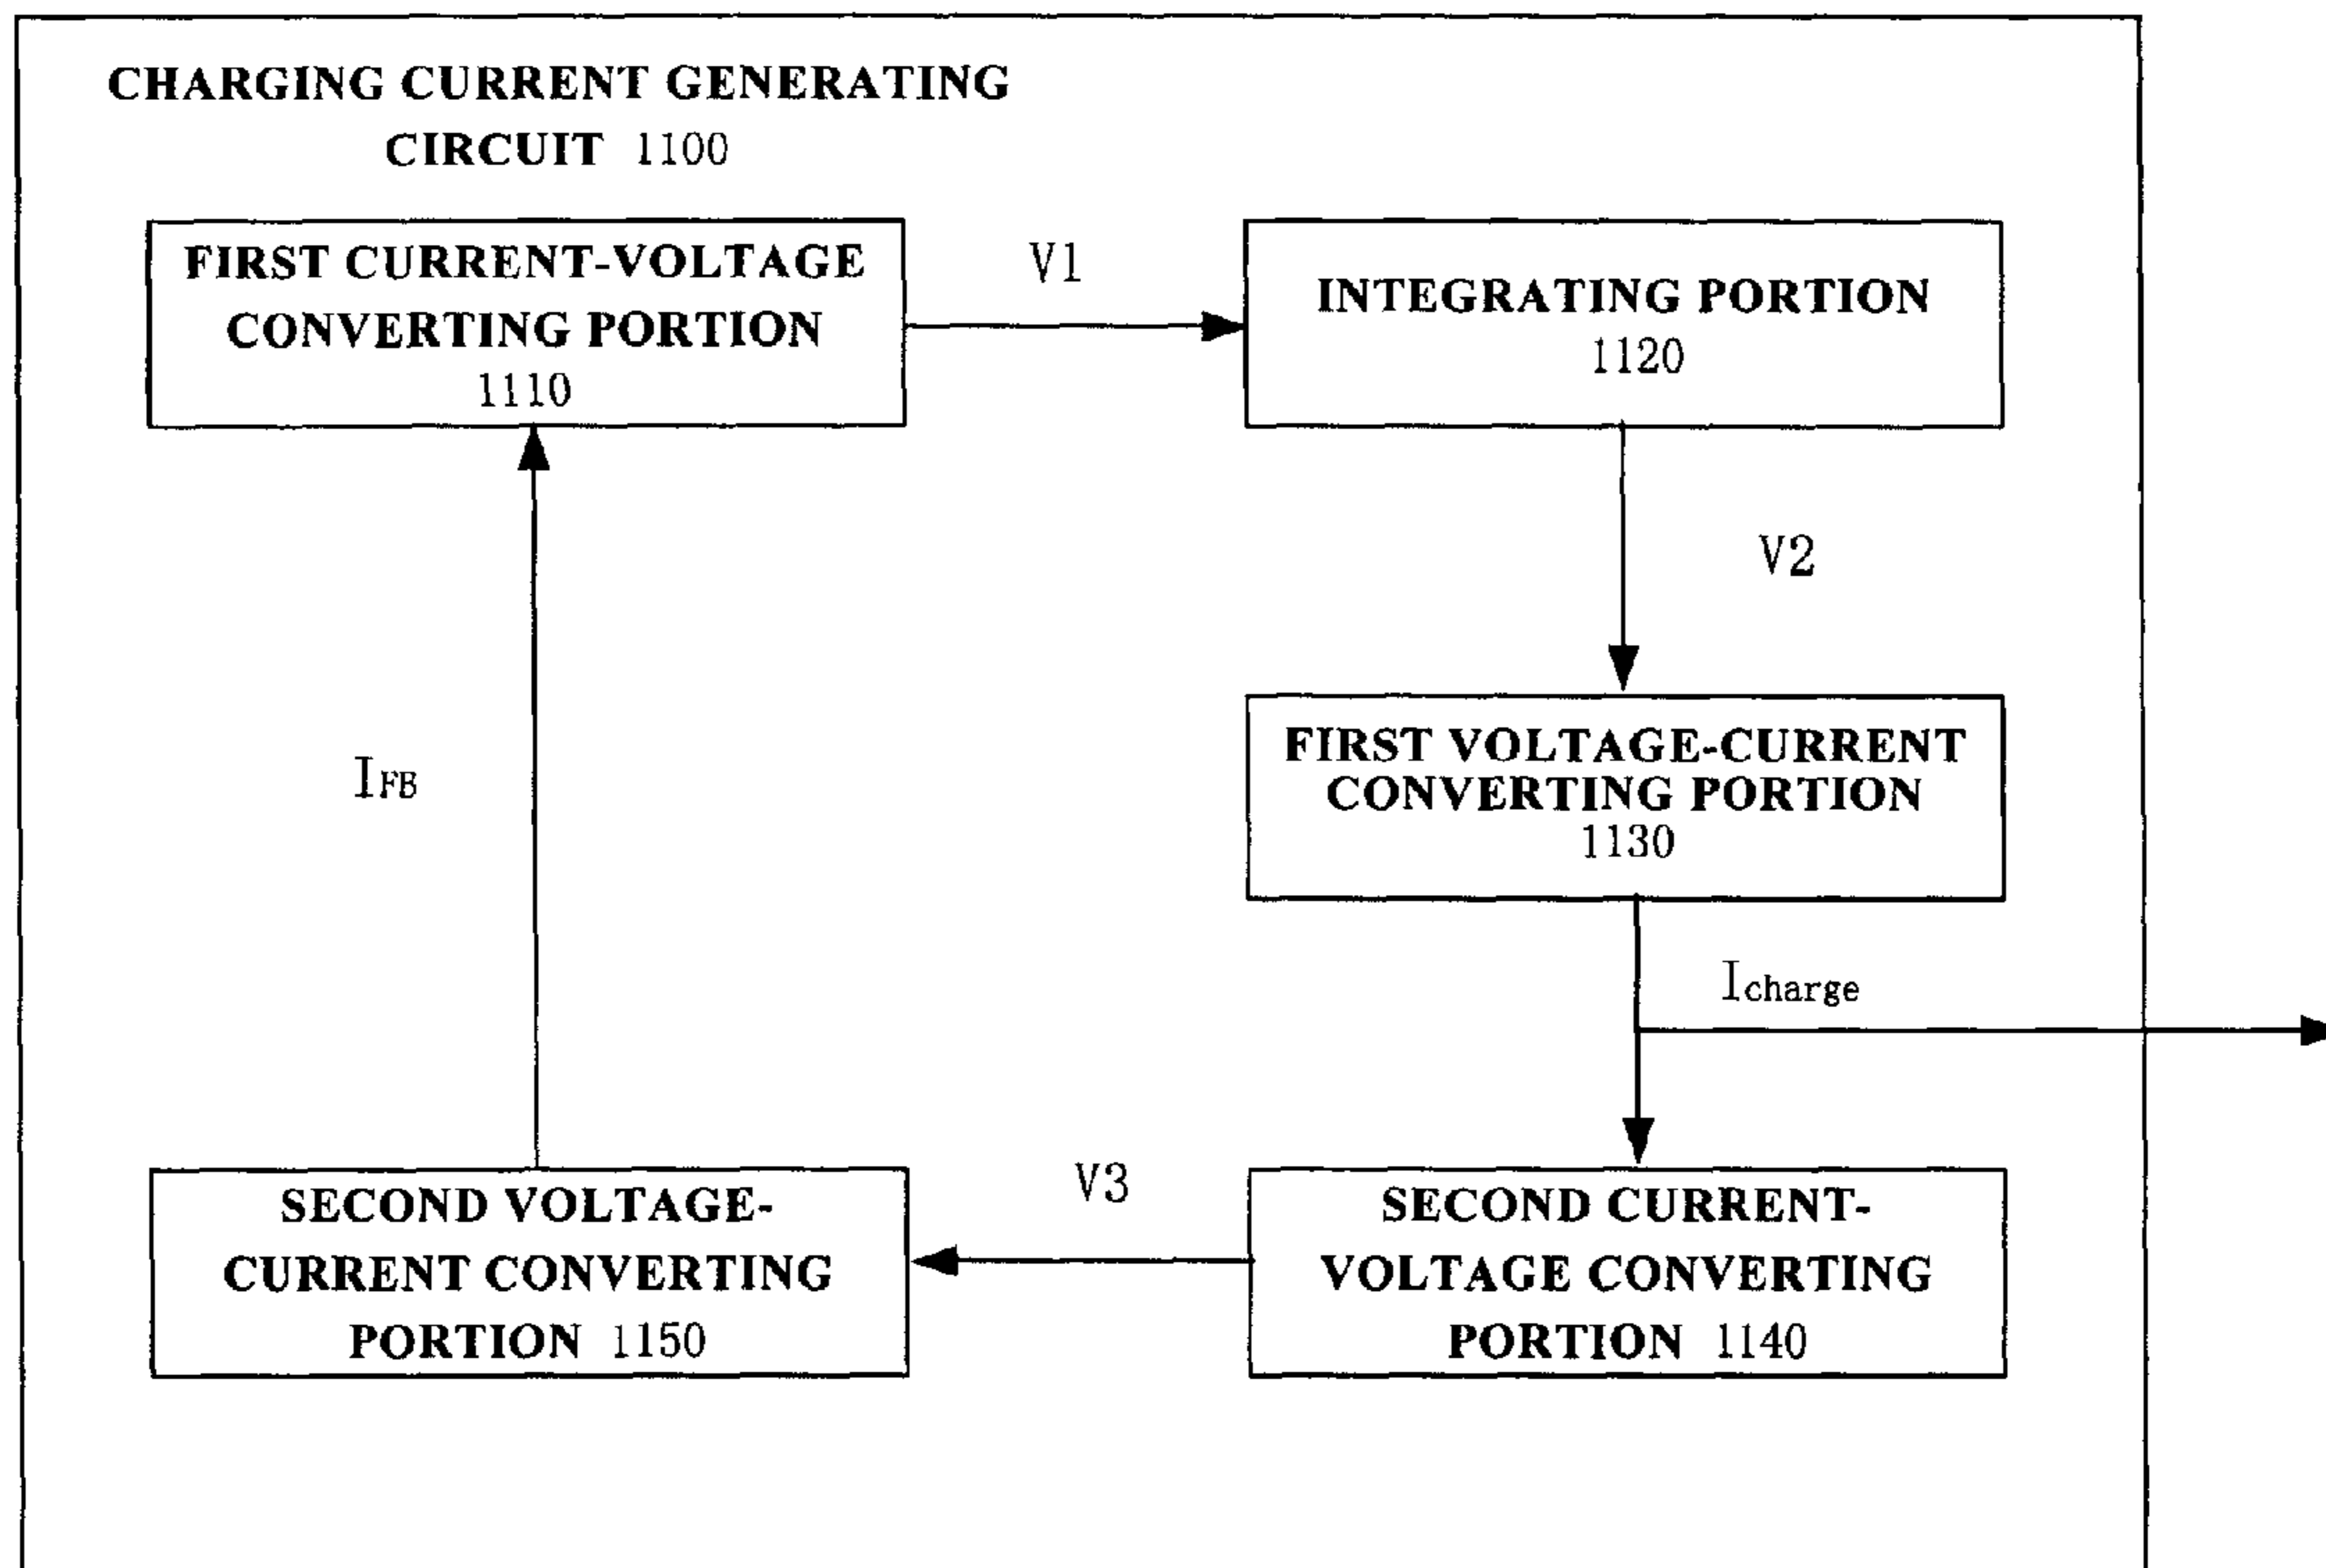 CHARGING CURRENT GENERATING
CIRCUIT 1100
FIRST CURRENT-VOLTAGE
CONVERTING PORTION
1110
V1
INTEGRATING PORTION
1120
V2
FIRST VOLTAGE-CURRENT
CONVERTING PORTION
1130
IFB
Icharge
SECOND VOLTAGE-
CURRENT CONVERTING
PORTION 1150
V3
SECOND CURRENT-
VOLTAGE CONVERTING
PORTION 1140